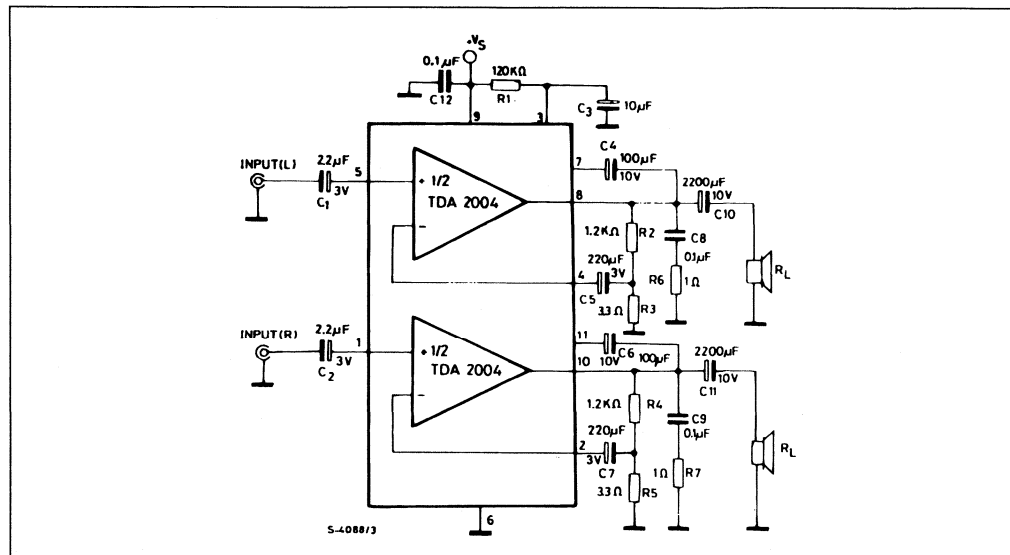 +VS
0.1µF
120KΩ
C12
R1
C3
10µF
9
3
C4
INPUT(L)
2.2µF
5
7
100µF
10V
2200µF
10V
3V
C1
+ 1/2
TDA 2004
8
C10
−
1.2KΩ
R2
C8
220µF
3V
0.1µF
4
R6
1Ω
RL
C5
3.3Ω
R3
INPUT(R)
2.2µF
1
11
C6
10V
100µF
2200µF
10V
3V
C2
+ 1/2
TDA 2004
10
C11
−
1.2KΩ
R4
C9
0.1µF
220µF
2
3V
C7
1Ω
R7
RL
3.3Ω
R5
6
S-4088/3